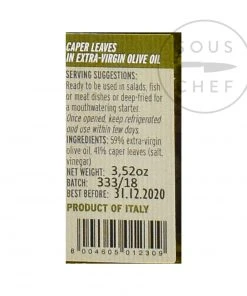 SOUS
CHEF
CAPER LEAVES
IN EXTRA-VIRGIN OLIVE OIL
SERVING SUGGESTIONS:
Ready to be used in salads, fish
or meat dishes or deep-fried for
a mouthwatering starter.
Once opened, keep refrigerated
and use within few days.
INGREDIENTS: 59% extra-virgin
olive oil, 41% caper leaves (salt,
vinegar)
NET WEIGHT: 3,52oz
BATCH: 333/18
BEST BEFORE: 31.12.2020
PRODUCT OF ITALY
8 004605 012309